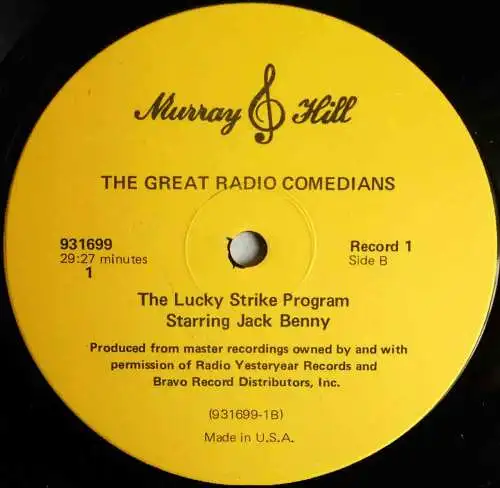 Murray Hill
THE GREAT RADIO COMEDIANS
931699 Record 1
29:27 minutes Side B
1
The Lucky Strike Program
Starring Jack Benny
Produced from master recordings owned by and with
permission of Radio Yesteryear Records and
Bravo Record Distributors, Inc.
(931699-1B)
Made in U.S.A.